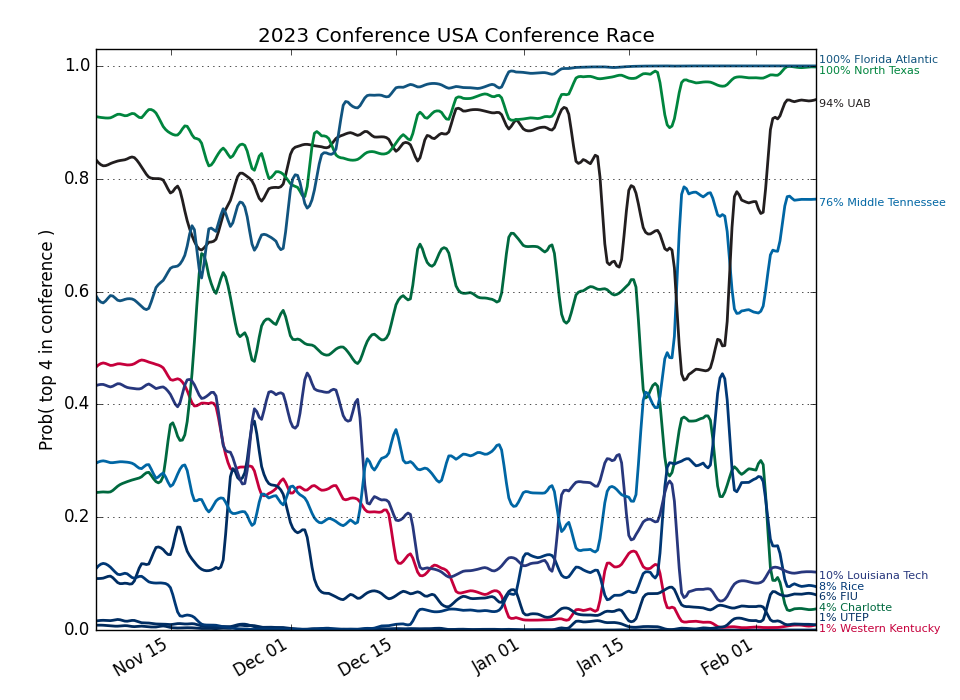 2023 Conference USA Conference Race
Prob( top 4 in conference )
1.0
0.8
0.6
0.4
0.2
0.0
Nov 15
Dec 01
Dec 15
Jan 01
Jan 15
Feb 01
100% Florida Atlantic
100% North Texas
94% UAB
76% Middle Tennessee
10% Louisiana Tech
8% Rice
6% FIU
4% Charlotte
1% UTEP
1% Western Kentucky